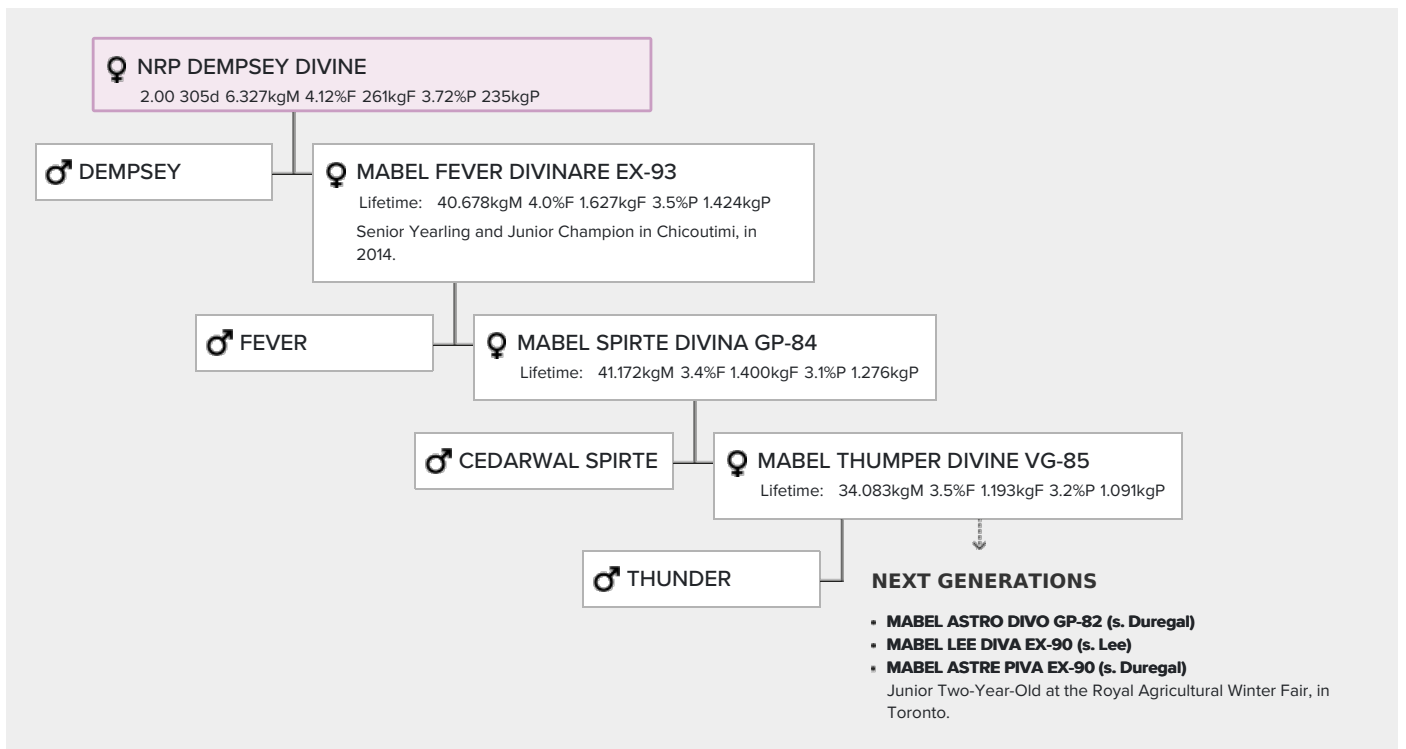 NRP DEMPSEY DIVINE
2.00 305d 6.327kgM 4.12%F 261kgF 3.72%P 235kgP
DEMPSEY
MABEL FEVER DIVINARE EX-93
Lifetime: 40.678kgM 4.0%F 1.627kgF 3.5%P 1.424kgP
Senior Yearling and Junior Champion in Chicoutimi, in
2014.
FEVER
MABEL SPIRTE DIVINA GP-84
Lifetime: 41.172kgM 3.4%F 1.400kgF 3.1%P 1.276kgP
CEDARWAL SPIRTE
MABEL THUMPER DIVINE VG-85
Lifetime: 34.083kgM 3.5%F 1.193kgF 3.2%P 1.091kgP
THUNDER
NEXT GENERATIONS
MABEL ASTRO DIVO GP-82 (s. Duregal)
MABEL LEE DIVA EX-90 (s. Lee)
MABEL ASTRE PIVA EX-90 (s. Duregal)
Junior Two-Year-Old at the Royal Agricultural Winter Fair, in
Toronto.